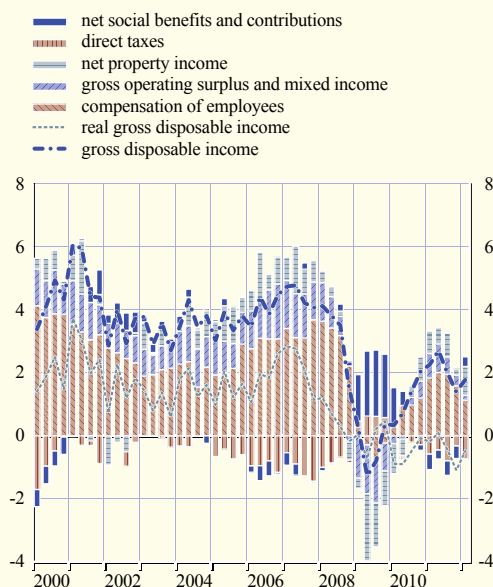 net social benefits and contributions
direct taxes
net property income
gross operating surplus and mixed income
compensation of employees
real gross disposable income
gross disposable income
8 8
6 6
4 4
2 2
0 0
-2 -2
-4 -4
2000 2002 2004 2006 2008 2010